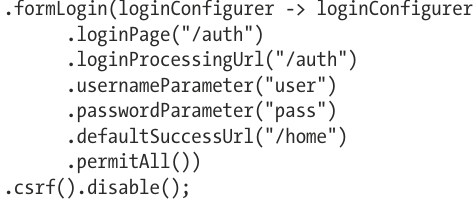 .formLogin(loginConfigurer -> loginConfigurer
.loginPage("/auth")
.loginProcessingUrl("/auth")
.usernameParameter("user")
.passwordParameter("pass")
.defaultSuccessUrl("/home")
.permitAll())
.csrf().disable();